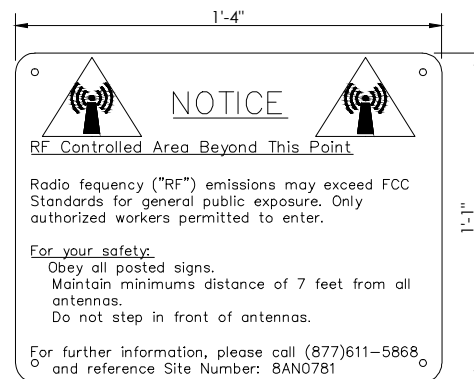 1'-4"
NOTICE
RF Controlled Area Beyond This Point
Radio fequency ("RF") emissions may exceed FCC
Standards for general public exposure. Only
authorized workers permitted to enter.
For your safety:
Obey all posted signs.
Maintain minimums distance of 7 feet from all
antennas.
Do not step in front of antennas.
For further information, please call (877)611-5868
and reference Site Number: 8AN0781
1'-1"